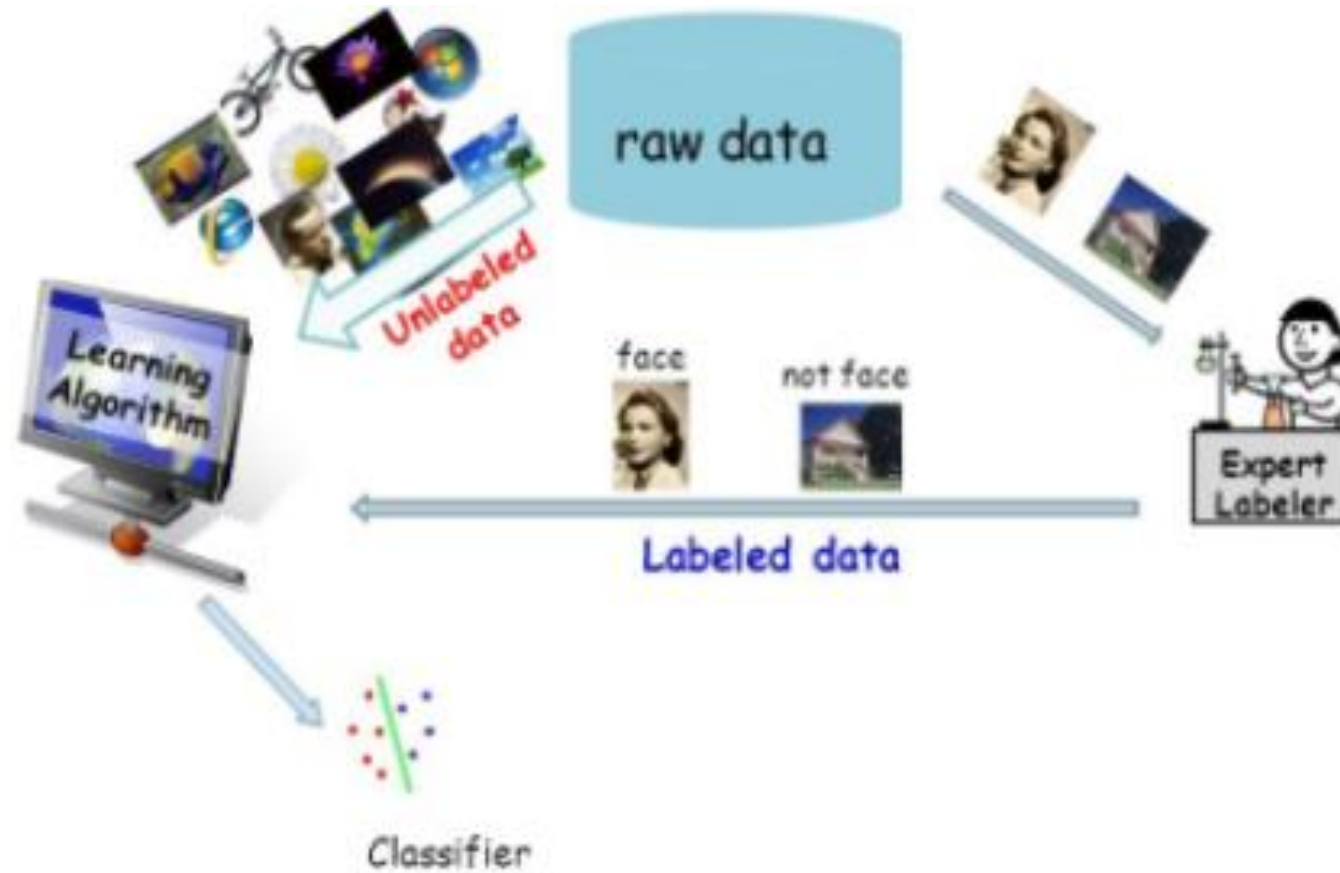 raw data
Unlabeled
data
Learning
Algorithm
face
not face
Expert
Labeler
Labeled data
Classifier